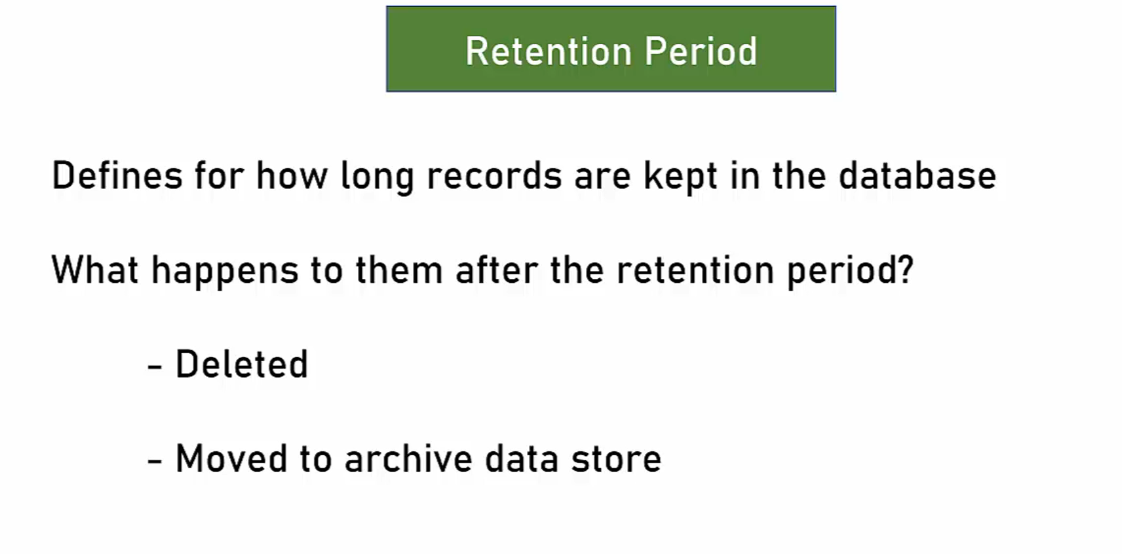 Retention Period
Defines for how long records are kept in the database
What happens to them after the retention period?
- Deleted
- Moved to archive data store